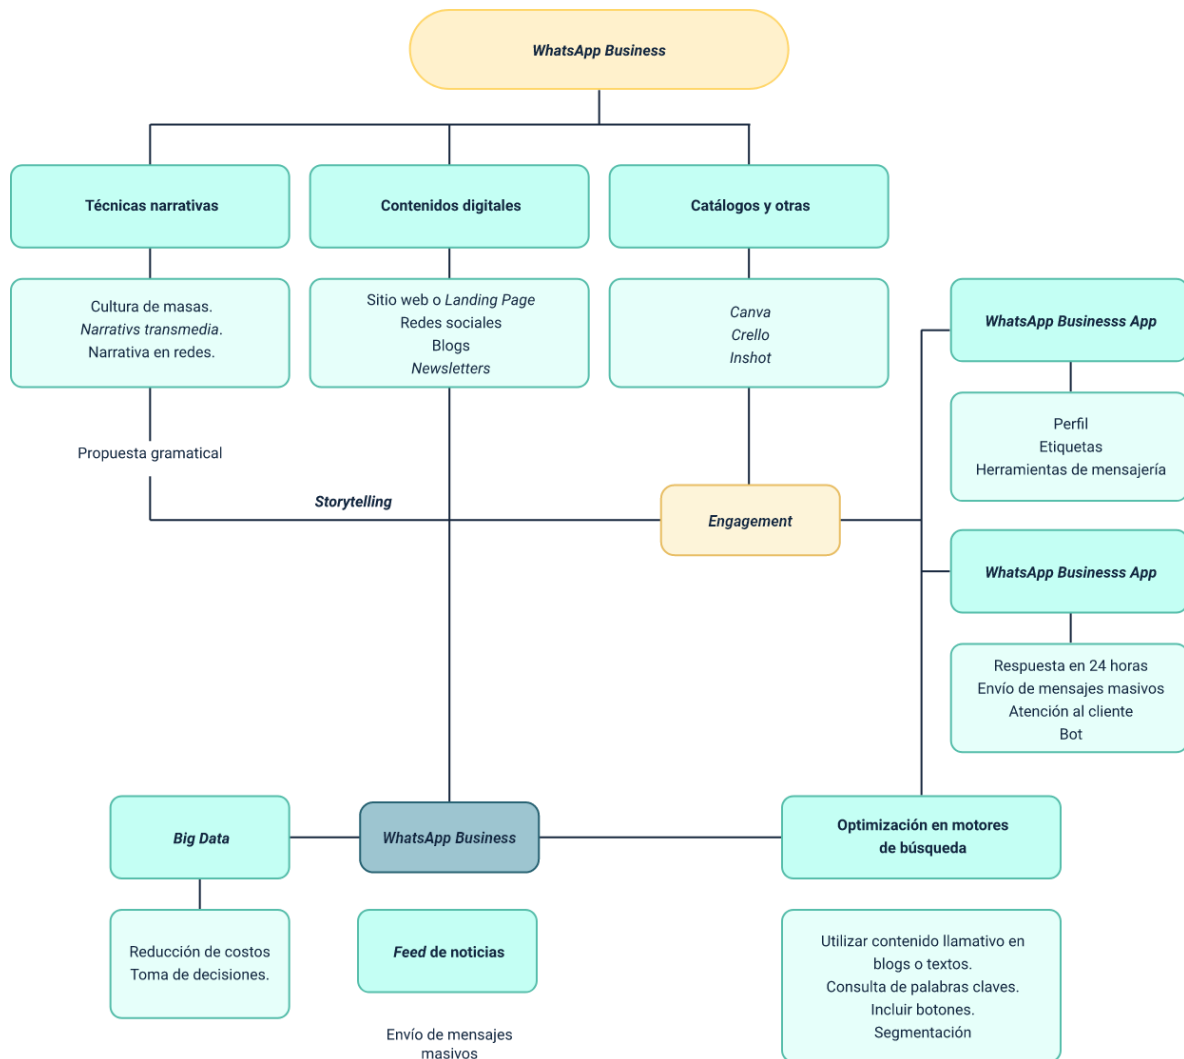 WhatsApp Business
Técnicas narrativas
Contenidos digitales
Catálogos y otras
Cultura de masas.
Narrativs transmedia.
Narrativa en redes.
Sitio web o Landing Page
Redes sociales
Blogs
Newsletters
Canva
Crello
Inshot
WhatsApp Businesss App
Perfil
Etiquetas
Herramientas de mensajería
Propuesta gramatical
Storytelling
Engagement
WhatsApp Businesss App
Respuesta en 24 horas
Envío de mensajes masivos
Atención al cliente
Bot
Big Data
WhatsApp Business
Optimización en motores
de búsqueda
Reducción de costos
Toma de decisiones.
Feed de noticias
Envío de mensajes
masivos
Utilizar contenido llamativo en
blogs o textos.
Consulta de palabras claves.
Incluir botones.
Segmentación